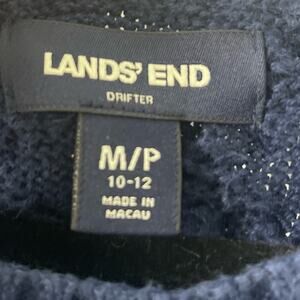 LANDS' END
DRIFTER
M/P
10-12
MADE IN
MACAU